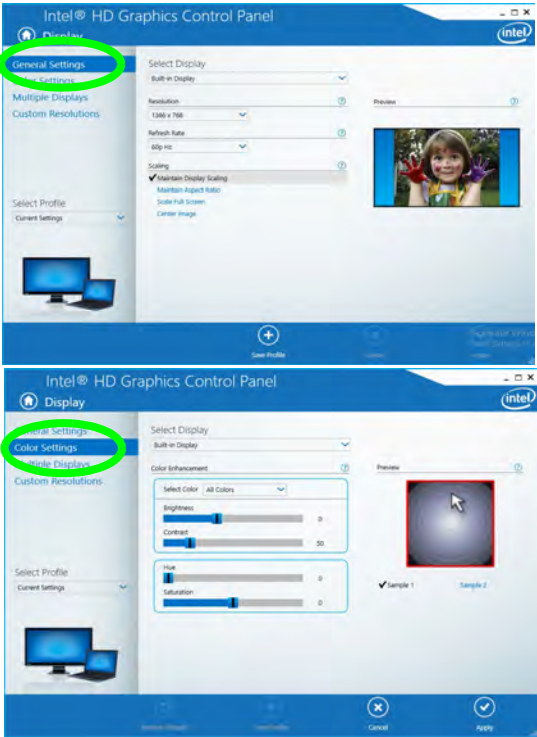 Intel® HD Graphics Control Panel
Display
intel
General Settings
Color Settings
Multiple Displays
Custom Resolutions
Select Profile
Current Settings
Select Display
Built-in Display
Resolution
1366 x 768
Refresh Rate
60p Hz
Scaling
Maintain Display Scaling
Maintain Aspect Ratio
Scale Full Screen
Center Image
Preview
Save Profile
Intel® HD Graphics Control Panel
Display
intel
General Settings
Color Settings
Multiple Displays
Custom Resolutions
Select Profile
Current Settings
Select Display
Built-in Display
Color Enhancement
Select Color All Colors
Brightness
0
Contrast
50
Hue
0
Saturation
0
Preview
Sample 1 Sample 2
Cancel Apply